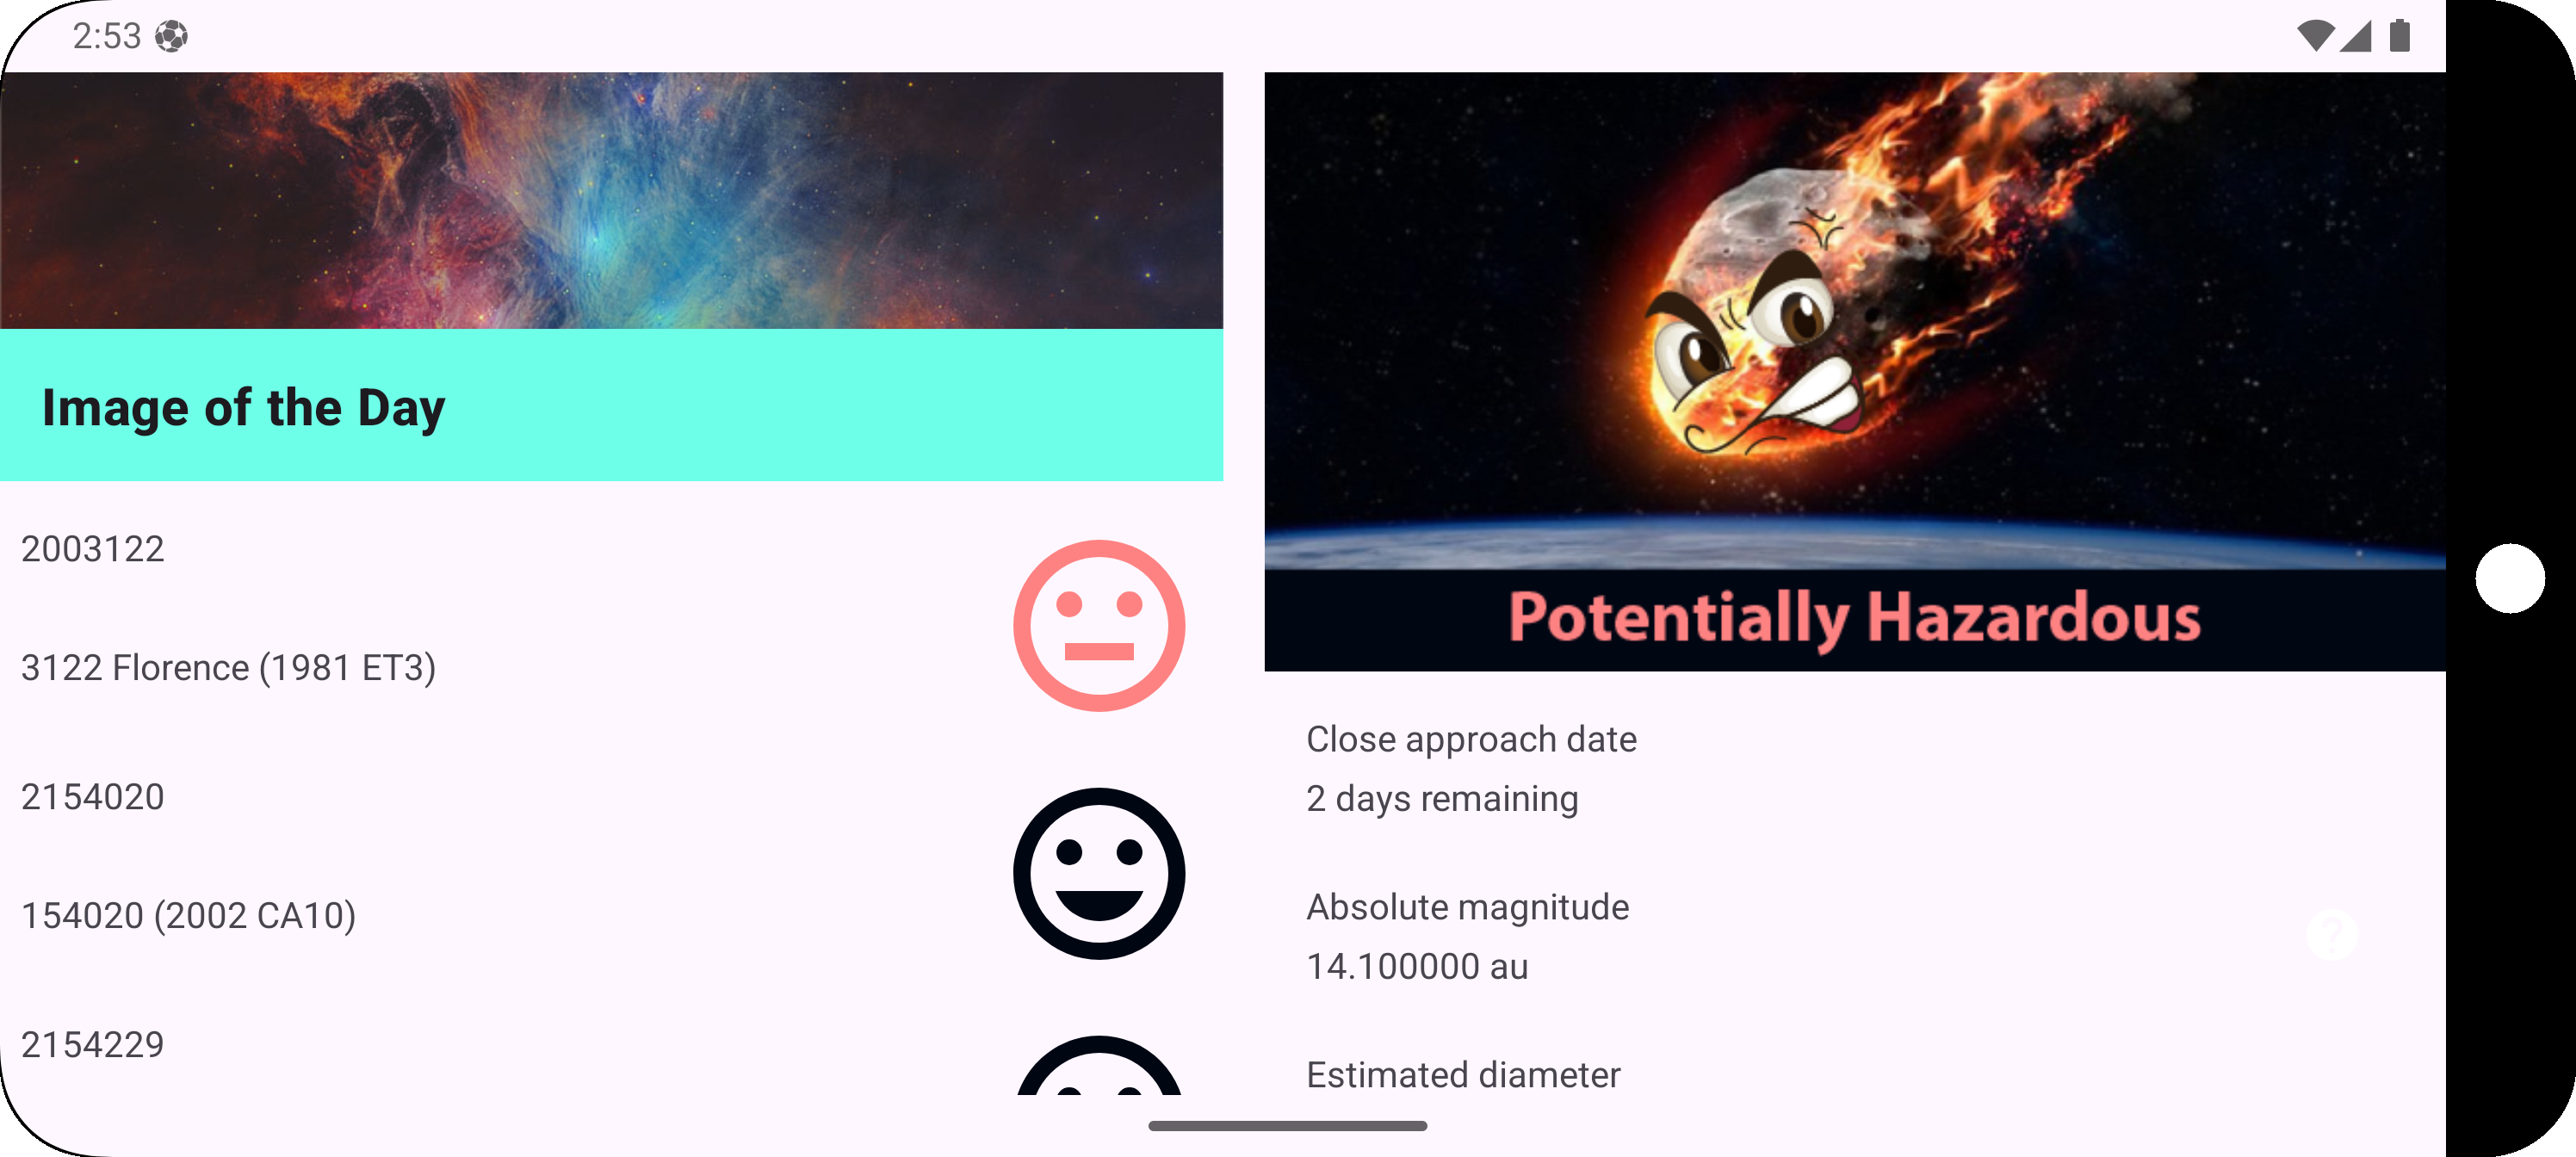 2:53
Image of the Day
2003122
3122 Florence (1981 ET3)
2154020
154020 (2002 CA10)
2154229
Potentially Hazardous
Close approach date
2 days remaining
Absolute magnitude
14.100000 au
?
Estimated diameter